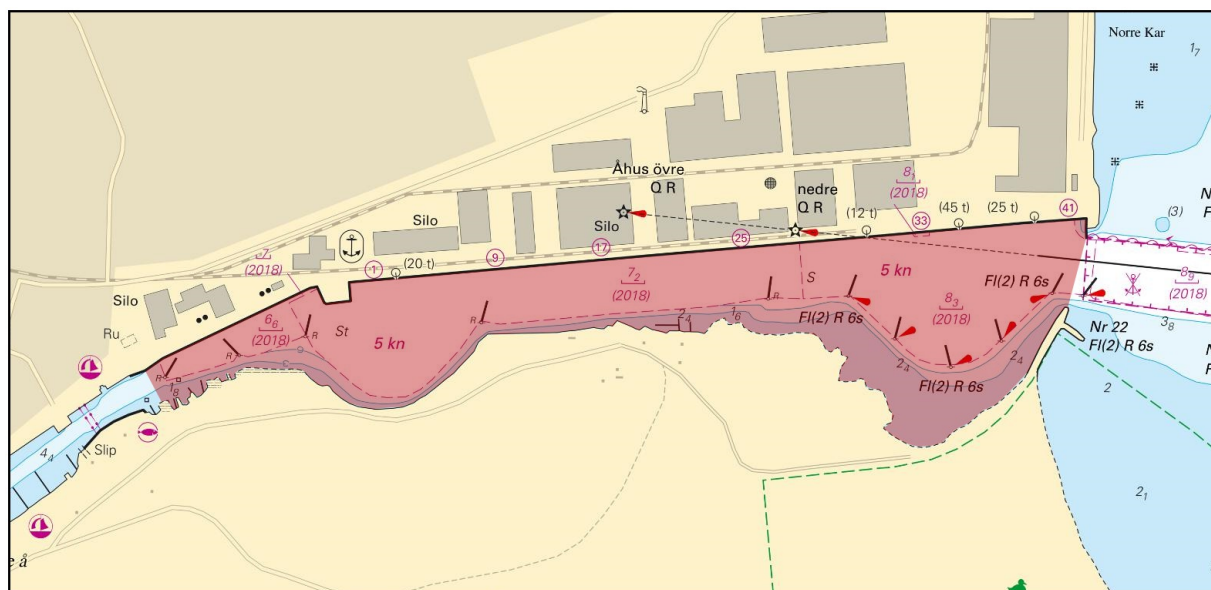 Norre Kar
1₇
Åhus övre
Q R
nedre
Q R
8₁
(2018)
(3)
Silo
Silo
(12 t)
33
(45 t)
(25 t)
41
7
(2018)
1
(20 t)
9
17
25
7₂
(2018)
S
5 kn
Fl(2) R 6s
8₉
(2018)
Silo
Ru
6₆
(2018)
St
R
R
R
R
R
5 kn
2₄
1₆
Fl(2) R 6s
8₃
(2018)
3₈
Nr 22
Fl(2) R 6s
1₈
2₄
2₄
Fl(2) R 6s
2
Slip
4₄
2₁
e å